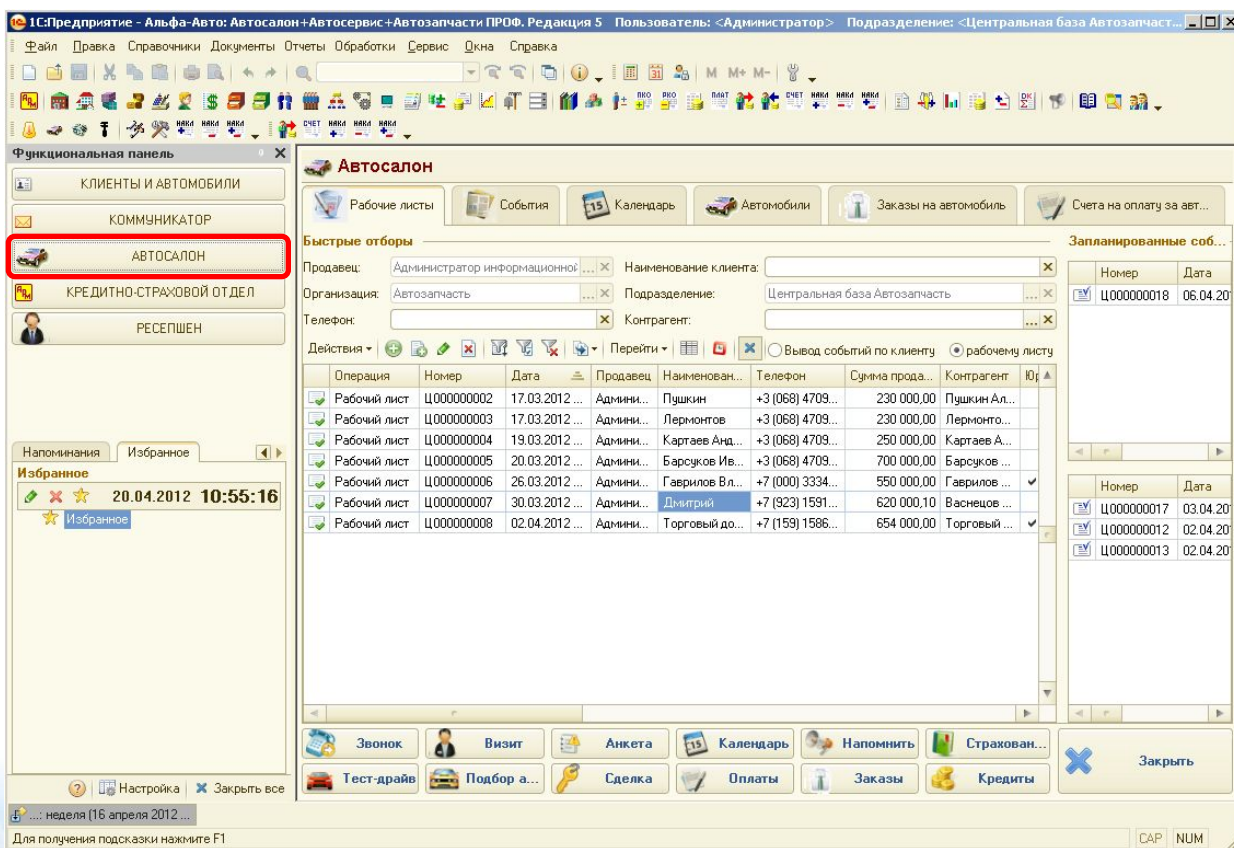 1С:Предприятие - Альфа-Авто: Автосалон+Автосервис+Автозапчасти ПРОФ. Редакция 5 Пользователь: <Администратор> Подразделение: <Центральная база Автозапчаст...
Файл Правка Справочники Документы Отчеты Обработки Сервис Окна Справка
M M+ M-
Функциональная панель
КЛИЕНТЫ И АВТОМОБИЛИ
КОММУНИКАТОР
АВТОСАЛОН
КРЕДИТНО-СТРАХОВОЙ ОТДЕЛ
РЕСЕПШЕН
Напоминания Избранное
Избранное
20.04.2012 10:55:16
Избранное
Настройка Закрыть все
Автосалон
Рабочие листы События Календарь Автомобили Заказы на автомобиль Счета на оплату за авт...
Быстрые отборы
Продавец: Администратор информационной ... Наименование клиента:
Организация: Автозапчасть ... Подразделение: Центральная база Автозапчасть ...
Телефон: Контрагент: ...
Действия Перейти Вывод событий по клиенту рабочему листу
Операция Номер Дата Продавец Наименован... Телефон Сумма прода... Контрагент Юр
Рабочий лист Ц000000002 17.03.2012 ... Админи... Пушкин +3 (068) 4709... 230 000,00 Пушкин Ал...
Рабочий лист Ц000000003 17.03.2012 ... Админи... Лермонтов +3 (068) 4709... 230 000,00 Лермонто...
Рабочий лист Ц000000004 19.03.2012 ... Админи... Картаев Анд... +3 (068) 4709... 250 000,00 Картаев А...
Рабочий лист Ц000000005 20.03.2012 ... Админи... Барсуков Ив... +3 (068) 4709... 700 000,00 Барсуков ...
Рабочий лист Ц000000006 26.03.2012 ... Админи... Гаврилов Вл... +7 (000) 3334... 550 000,00 Гаврилов ...
Рабочий лист Ц000000007 30.03.2012 ... Админи... Дмитрий +7 (923) 1591... 620 000,10 Васнецов ...
Рабочий лист Ц000000008 02.04.2012 ... Админи... Торговый до... +7 (159) 1586... 654 000,00 Торговый ...
Запланированные соб...
Номер Дата
Ц000000018 06.04.20
Номер Дата
Ц000000017 03.04.20
Ц000000012 02.04.20
Ц000000013 02.04.20
Звонок Визит Анкета Календарь Напомнить Страхован...
Тест-драйв Подбор а... Сделка Оплаты Заказы Кредиты
Закрыть
...: неделя (16 апреля 2012 ...
Для получения подсказки нажмите F1
CAP NUM